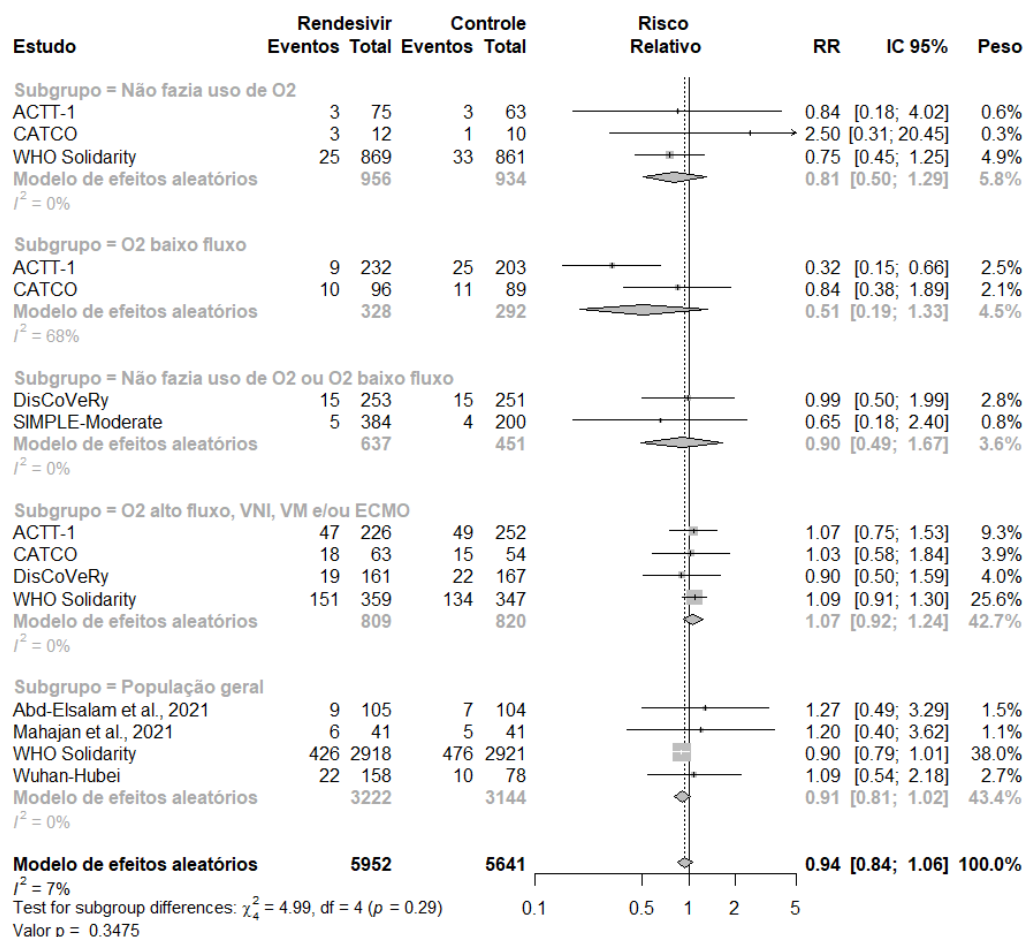 Rendesivir Controle Risco
Estudo Eventos Total Eventos Total Relativo RR IC 95% Peso
Subgrupo = Não fazia uso de O2
ACTT-1 3 75 3 63 0.84 [0.18; 4.02] 0.6%
CATCO 3 12 1 10 2.50 [0.31; 20.45] 0.3%
WHO Solidarity 25 869 33 861 0.75 [0.45; 1.25] 4.9%
Modelo de efeitos aleatórios 956 934 0.81 [0.50; 1.29] 5.8%
I² = 0%
Subgrupo = O2 baixo fluxo
ACTT-1 9 232 25 203 0.32 [0.15; 0.66] 2.5%
CATCO 10 96 11 89 0.84 [0.38; 1.89] 2.1%
Modelo de efeitos aleatórios 328 292 0.51 [0.19; 1.33] 4.5%
I² = 68%
Subgrupo = Não fazia uso de O2 ou O2 baixo fluxo
DisCoVeRy 15 253 15 251 0.99 [0.50; 1.99] 2.8%
SIMPLE-Moderate 5 384 4 200 0.65 [0.18; 2.40] 0.8%
Modelo de efeitos aleatórios 637 451 0.90 [0.49; 1.67] 3.6%
I² = 0%
Subgrupo = O2 alto fluxo, VNI, VM e/ou ECMO
ACTT-1 47 226 49 252 1.07 [0.75; 1.53] 9.3%
CATCO 18 63 15 54 1.03 [0.58; 1.84] 3.9%
DisCoVeRy 19 161 22 167 0.90 [0.50; 1.59] 4.0%
WHO Solidarity 151 359 134 347 1.09 [0.91; 1.30] 25.6%
Modelo de efeitos aleatórios 809 820 1.07 [0.92; 1.24] 42.7%
I² = 0%
Subgrupo = População geral
Abd-Elsalam et al., 2021 9 105 7 104 1.27 [0.49; 3.29] 1.5%
Mahajan et al., 2021 6 41 5 41 1.20 [0.40; 3.62] 1.1%
WHO Solidarity 426 2918 476 2921 0.90 [0.79; 1.01] 38.0%
Wuhan-Hubei 22 158 10 78 1.09 [0.54; 2.18] 2.7%
Modelo de efeitos aleatórios 3222 3144 0.91 [0.81; 1.02] 43.4%
I² = 0%
Modelo de efeitos aleatórios 5952 5641 0.94 [0.84; 1.06] 100.0%
I² = 7%
Test for subgroup differences: χ²₄ = 4.99, df = 4 (p = 0.29)
0.1 0.5 1 2 5
Valor p = 0.3475